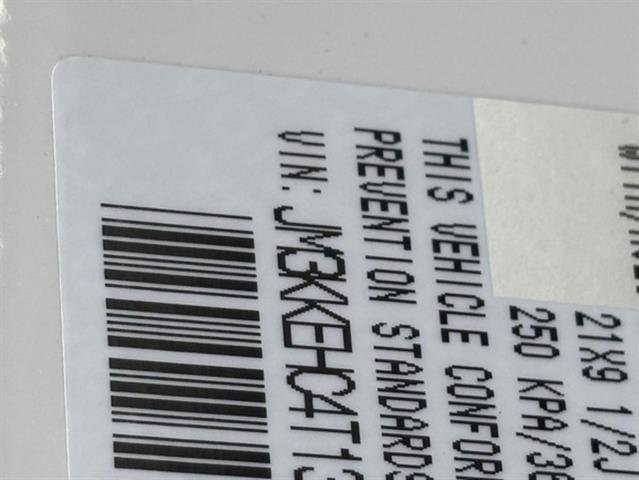 21X9 1/2J
250 KPA/36
THIS VEHICLE CONFOR
PREVENTION STANDARDS
VIN: JM3KKEHC4T13